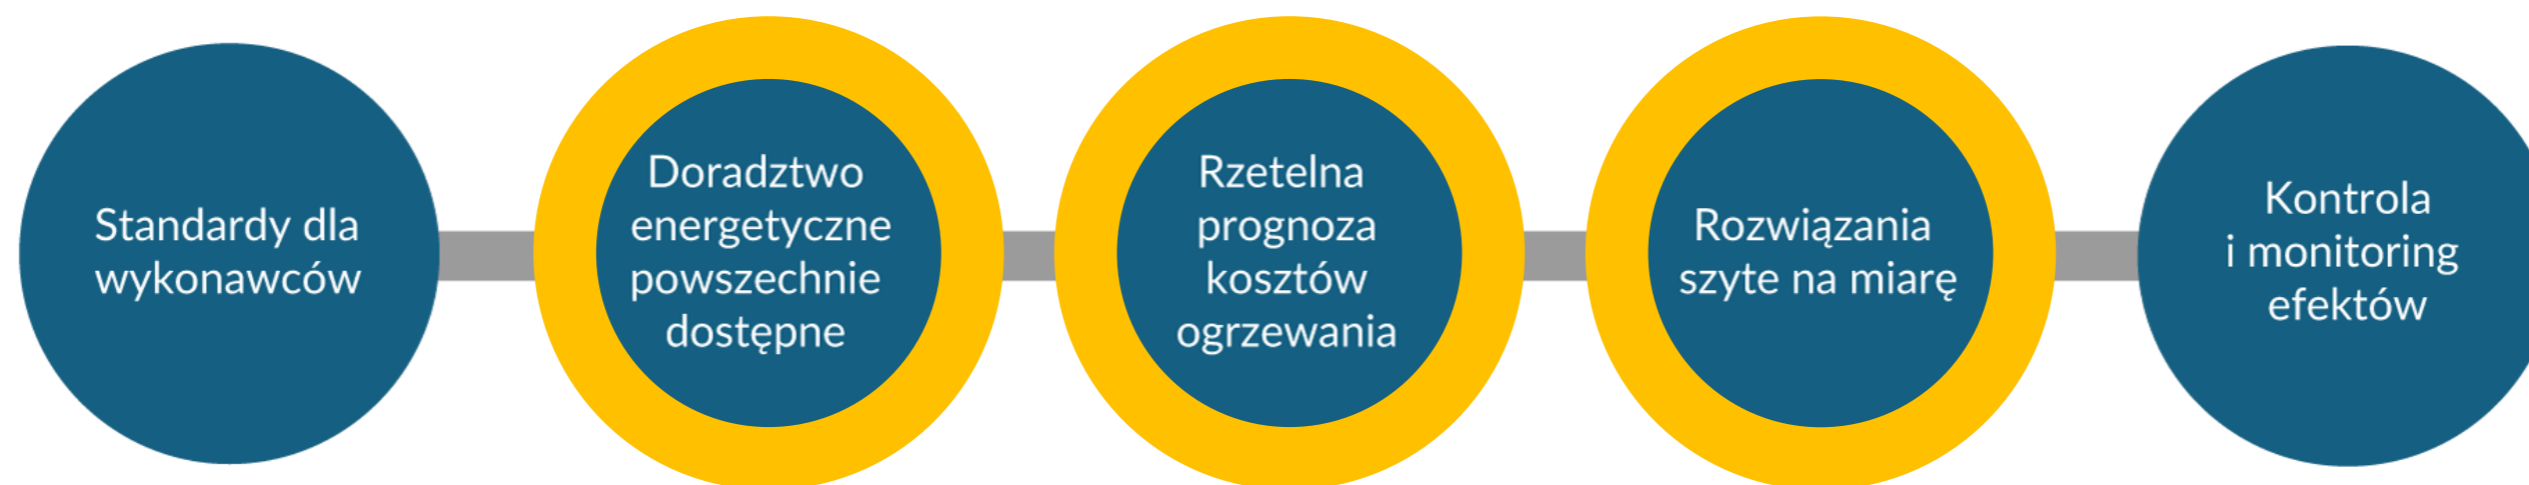 Standardy dla
wykonawców
Doradztwo
energetyczne
powszechnie
dostępne
Rzetelna
prognoza
kosztów
ogrzewania
Rozwiązania
szyte na miarę
Kontrola
i monitoring
efektów